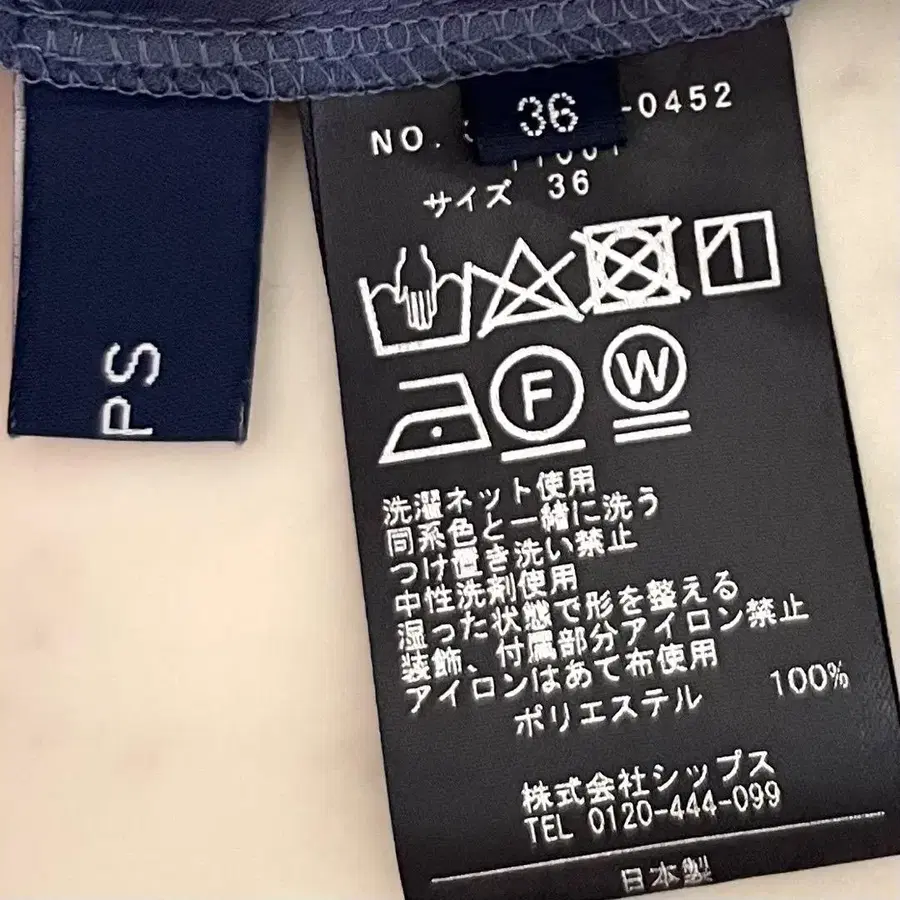 PS
NO.
36
-0452
サイズ 36
F
W
洗濯ネット使用
同系色と一緒に洗う
つけ置き洗い禁止
中性洗剤使用
湿った状態で形を整える
装飾、付属部分アイロン禁止
アイロンはあて布使用
ポリエステル 100%
株式会社シップス
TEL 0120-444-099
日本製